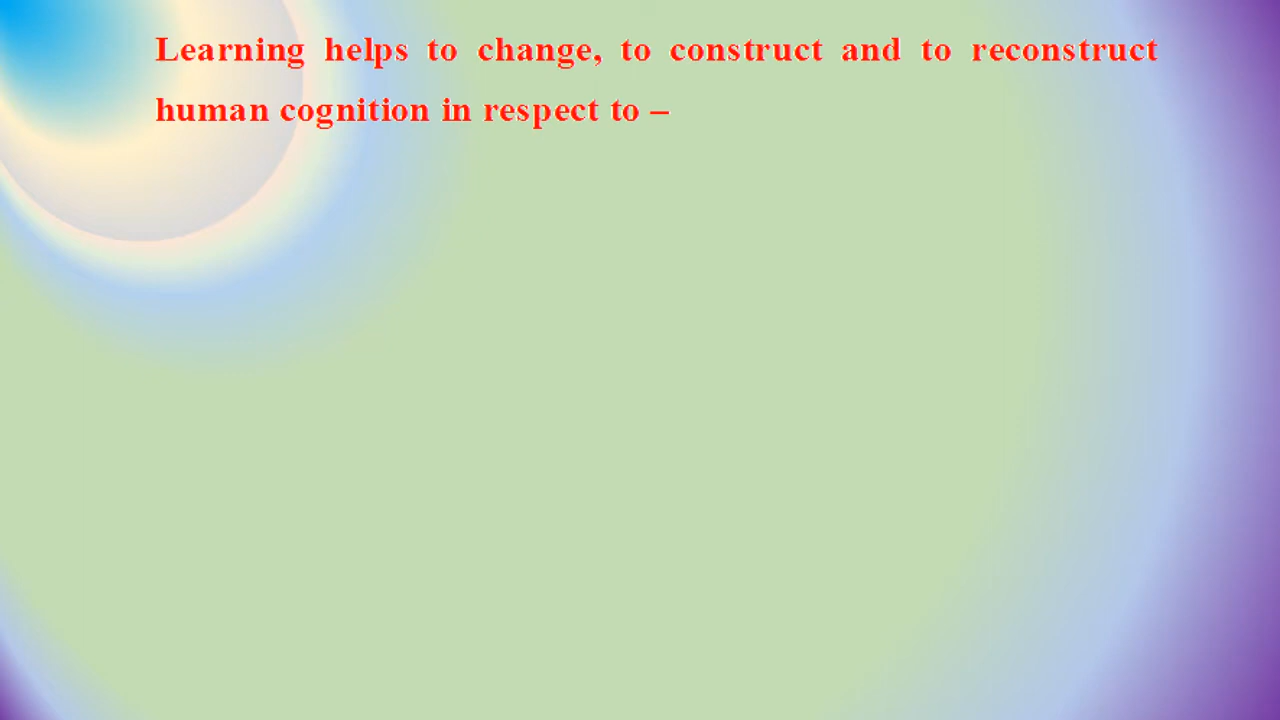 Learning helps to change, to construct and to reconstruct
human cognition in respect to –